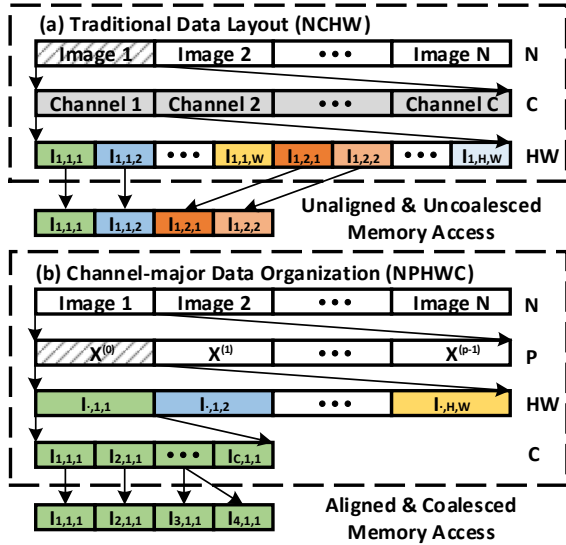 (a) Traditional Data Layout (NCHW)
Image 1 Image 2 ••• Image N N
Channel 1 Channel 2 ••• Channel C C
I1,1,1 I1,1,2 ••• I1,1,W I1,2,1 I1,2,2 ••• I1,H,W HW
I1,1,1 I1,1,2 I1,2,1 I1,2,2
Unaligned & Uncoalesced
Memory Access
(b) Channel-major Data Organization (NPHWC)
Image 1 Image 2 ••• Image N N
X(0) X(1) ••• X(p-1) P
I·,1,1 I·,1,2 ••• I·,H,W HW
I1,1,1 I2,1,1 ••• IC,1,1 C
I1,1,1 I2,1,1 I3,1,1 I4,1,1
Aligned & Coalesced
Memory Access